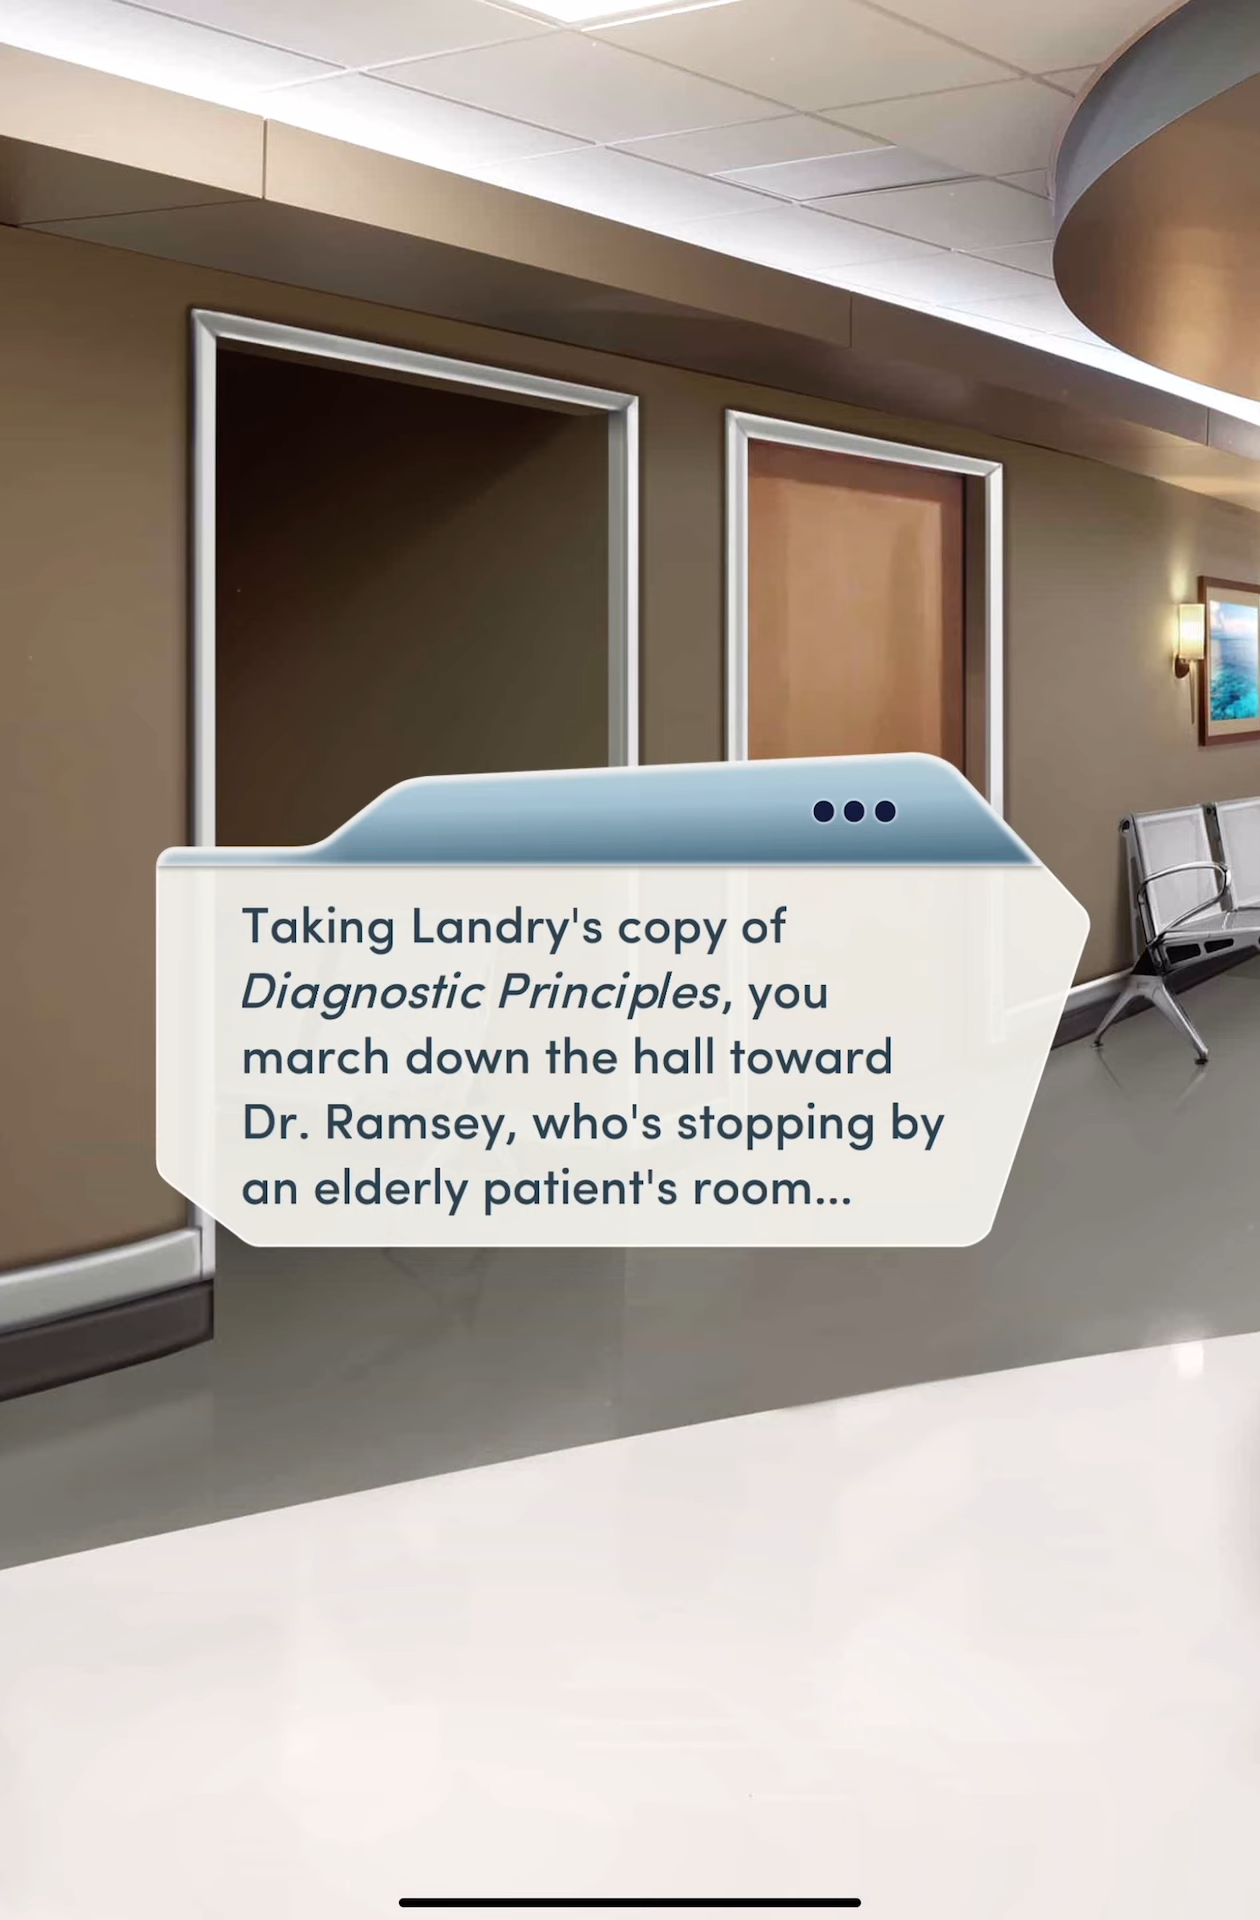 Taking Landry's copy of
Diagnostic Principles, you
march down the hall toward
Dr. Ramsey, who's stopping by
an elderly patient's room...